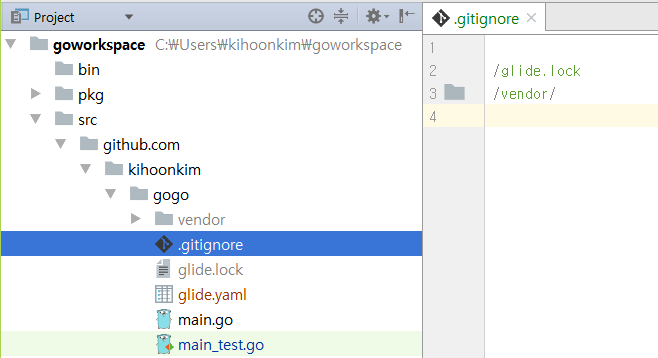 Project
goworkspace C:₩Users₩kihoonkim₩goworkspace
bin
pkg
src
github.com
kihoonkim
gogo
vendor
.gitignore
glide.lock
glide.yaml
main.go
main_test.go
.gitignore
1
2 /glide.lock
3 /vendor/
4